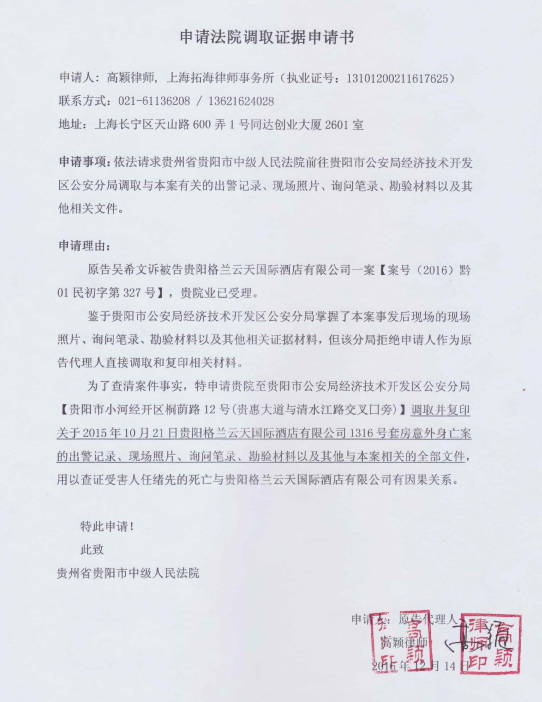 申请法院调取证据申请书
申请人：高颖律师，上海拓海律师事务所（执业证号：13101200211617625）
联系方式：021-61136208 / 13621624028
地址：上海长宁区天山路 600 弄 1 号同达创业大厦 2601 室
申请事项：依法请求贵州省贵阳市中级人民法院前往贵阳市公安局经济技术开发
区公安分局调取与本案有关的出警记录、现场照片、询问笔录、勘验材料以及其
他相关文件。
申请理由：
原告吴希文诉被告贵阳格兰云天国际酒店有限公司一案【案号（2016）黔
01 民初字第 327 号】，贵院业已受理。
鉴于贵阳市公安局经济技术开发区公安分局掌握了本案事发后现场的现场
照片、询问笔录、勘验材料以及其他相关证据材料，但该分局拒绝申请人作为原
告代理人直接调取和复印相关材料。
为了查清案件事实，特申请贵院至贵阳市公安局经济技术开发区公安分局
【贵阳市小河经开区桐荫路 12 号(贵惠大道与清水江路交叉口旁)】调取并复印
关于 2015 年 10 月 21 日贵阳格兰云天国际酒店有限公司 1316 号套房意外身亡案
的出警记录、现场照片、询问笔录、勘验材料以及其他与本案相关的全部文件，
用以查证受害人任绪先的死亡与贵阳格兰云天国际酒店有限公司有因果关系。
特此申请！
此致
贵州省贵阳市中级人民法院
申请人：原告代理人
高颖律师
2016 年 12 月 14 日
高颖
律师印